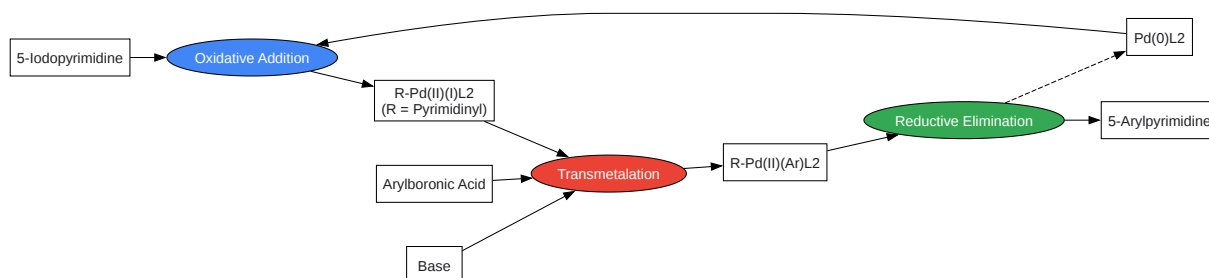 5-Iodopyrimidine
Oxidative Addition
R-Pd(II)(I)L2
(R = Pyrimidinyl)
Arylboronic Acid
Base
Transmetalation
R-Pd(II)(Ar)L2
Reductive Elimination
Pd(0)L2
5-Arylpyrimidine